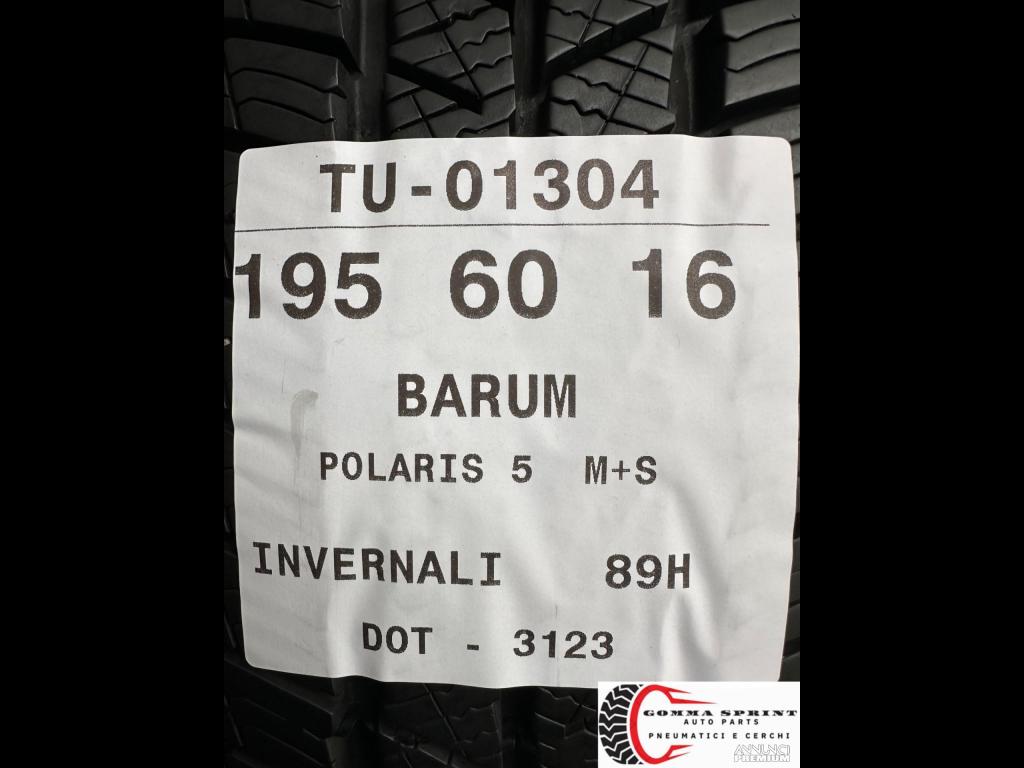 TU-01304
195 60 16
BARUM
POLARIS 5 M+S
INVERNALI 89H
DOT - 3123
GOMMA SPRINT
AUTO PARTS
PNEUMATICI E CERCHI
ANNUNCI
PREMIUM